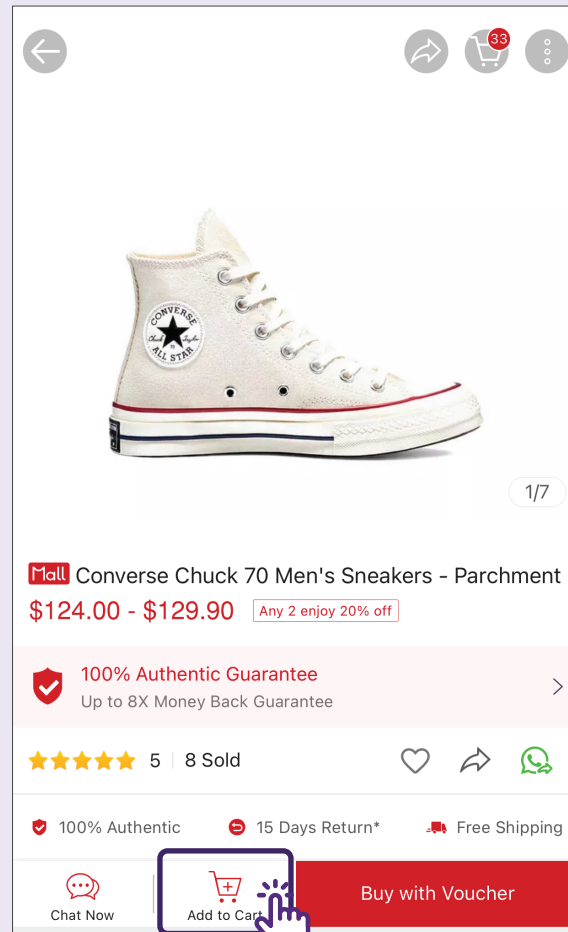 33
CONVERSE
Chuck Taylor
ALL STAR
1/7
Mall Converse Chuck 70 Men's Sneakers - Parchment
$124.00 - $129.90 Any 2 enjoy 20% off
100% Authentic Guarantee
Up to 8X Money Back Guarantee
5 8 Sold
100% Authentic 15 Days Return* Free Shipping
Chat Now Add to Cart Buy with Voucher